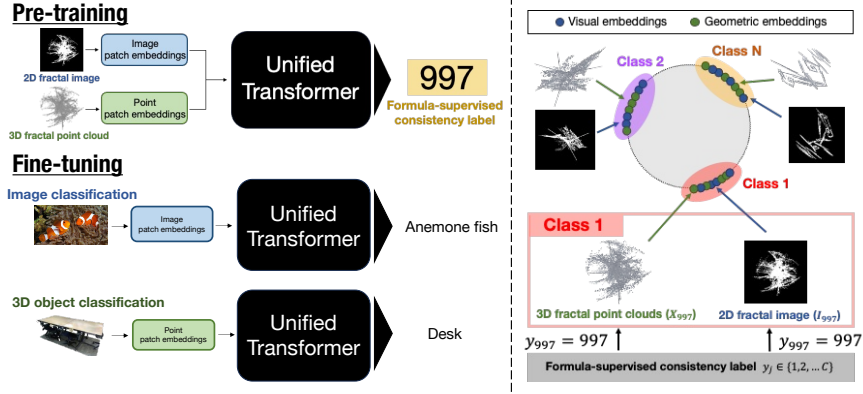 Pre-training
2D fractal image
Image
patch embeddings
3D fractal point cloud
Point
patch embeddings
Unified
Transformer
997
Formula-supervised
consistency label
Fine-tuning
Image classification
Image
patch embeddings
Unified
Transformer
Anemone fish
3D object classification
Point
patch embeddings
Unified
Transformer
Desk
Visual embeddings
Geometric embeddings
Class 2
Class N
Class 1
Class 1
3D fractal point clouds (X₉₉₇)
2D fractal image (I₉₉₇)
y₉₉₇ = 997
y₉₉₇ = 997
Formula-supervised consistency label y_j ∈ {1,2, … C}